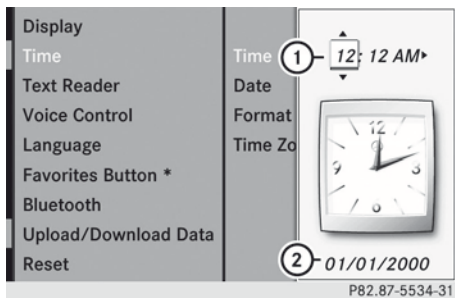 Display
Time
Text Reader
Voice Control
Language
Favorites Button *
Bluetooth
Upload/Download Data
Reset
Time
Date
Format
Time Zo
1
12: 12 AM
12
3
6
9
2
01/01/2000
P82.87-5534-31